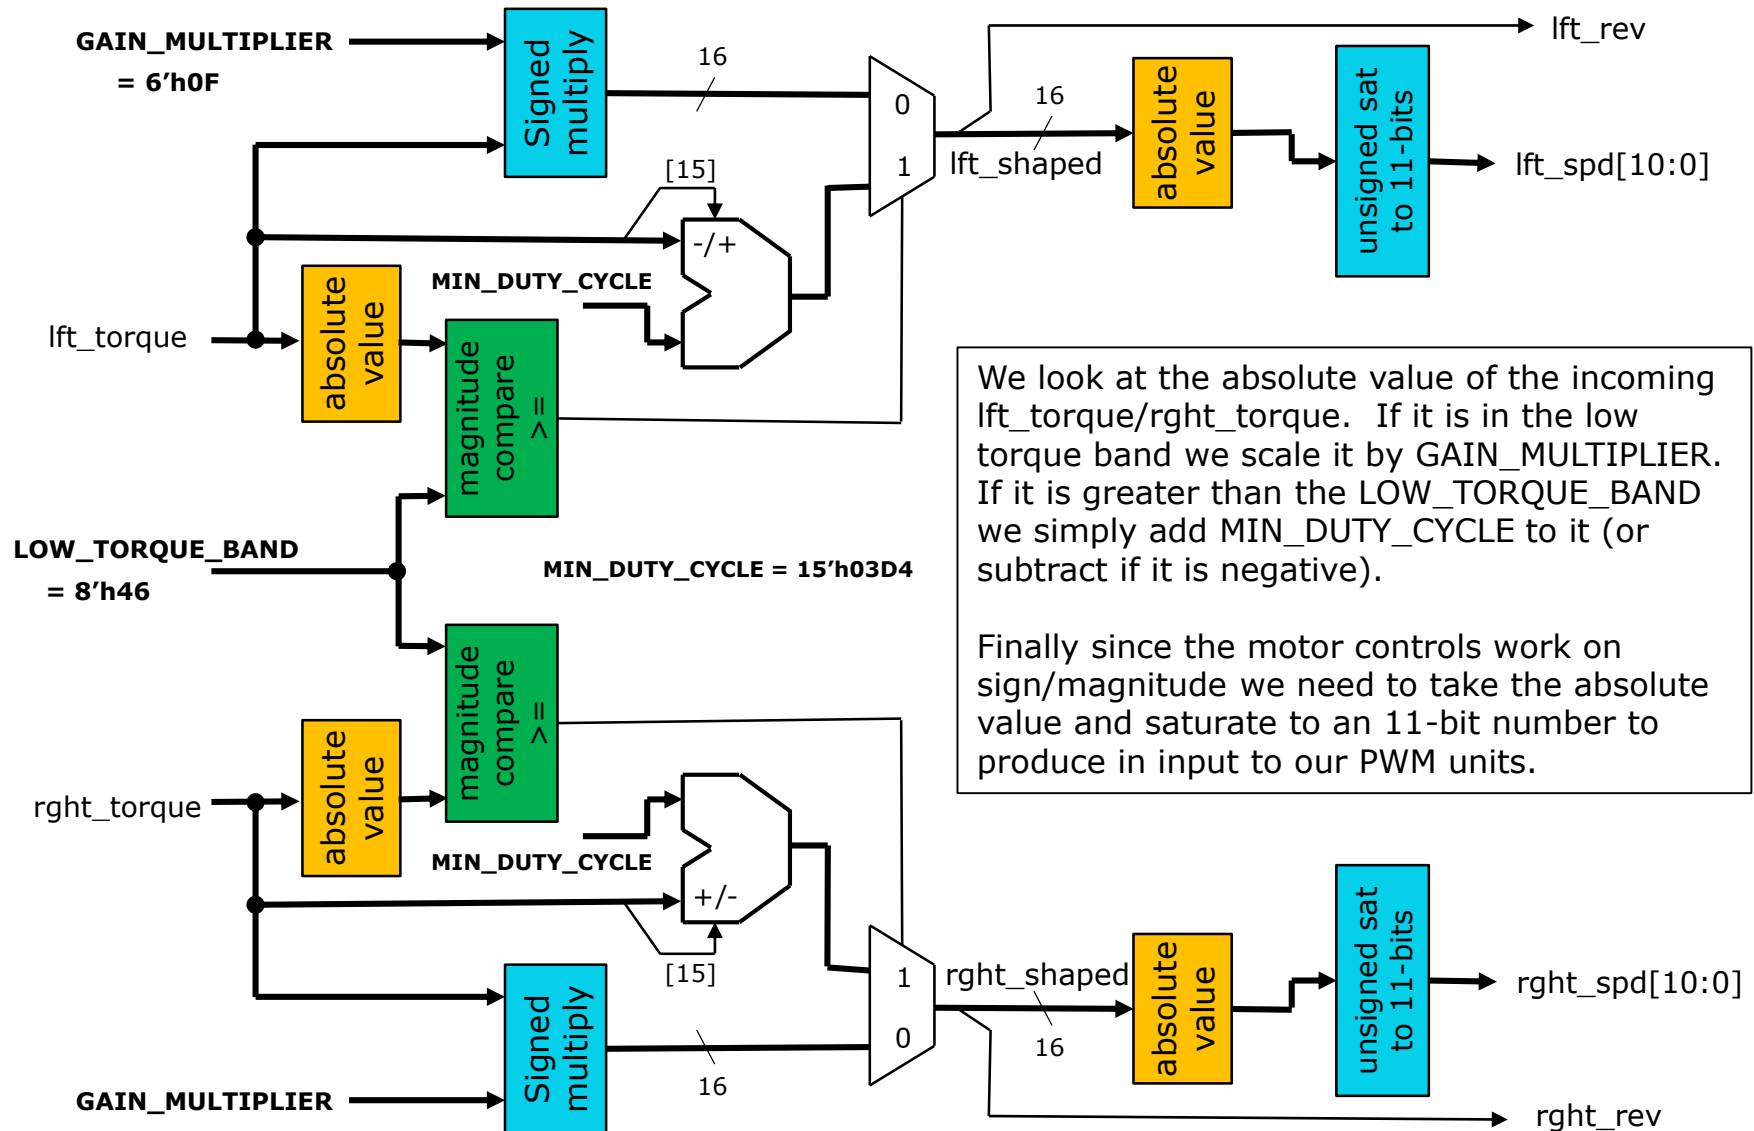 GAIN_MULTIPLIER
= 6’h0F
Signed
multiply
16
0
1
lft_rev
16
lft_shaped
absolute
value
unsigned sat
to 11-bits
lft_spd[10:0]
[15]
-/+
MIN_DUTY_CYCLE
lft_torque
absolute
value
magnitude
compare
>=
LOW_TORQUE_BAND
= 8’h46
MIN_DUTY_CYCLE = 15’h03D4
We look at the absolute value of the incoming
lft_torque/rght_torque. If it is in the low
torque band we scale it by GAIN_MULTIPLIER.
If it is greater than the LOW_TORQUE_BAND
we simply add MIN_DUTY_CYCLE to it (or
subtract if it is negative).
Finally since the motor controls work on
sign/magnitude we need to take the absolute
value and saturate to an 11-bit number to
produce in input to our PWM units.
magnitude
compare
>=
rght_torque
absolute
value
MIN_DUTY_CYCLE
+/-
[15]
1
0
rght_shaped
16
absolute
value
unsigned sat
to 11-bits
rght_spd[10:0]
Signed
multiply
16
GAIN_MULTIPLIER
rght_rev